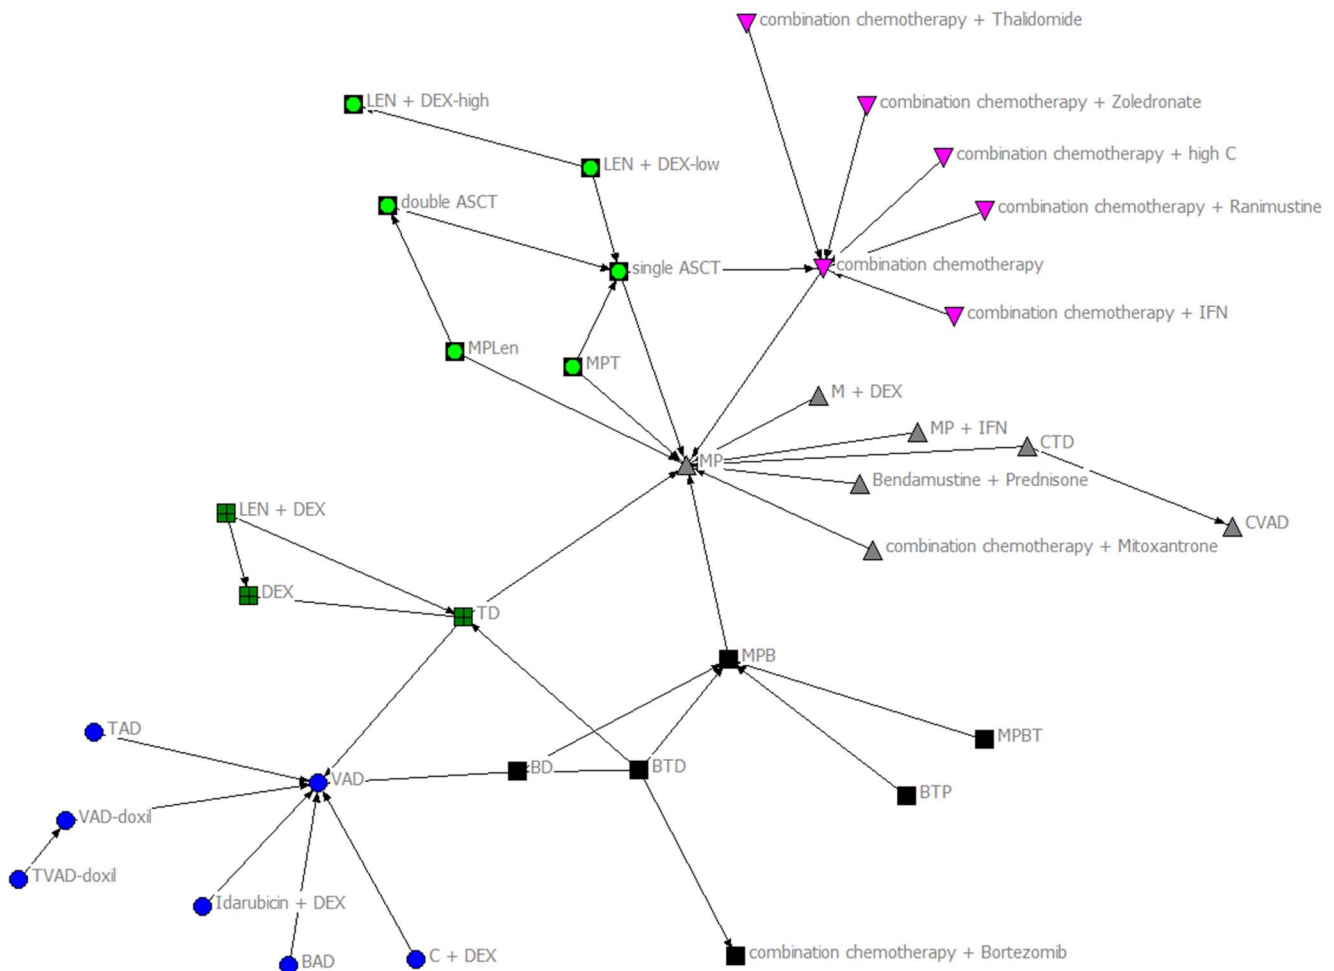 combination chemotherapy + Thalidomide
LEN + DEX-high
combination chemotherapy + Zoledronate
combination chemotherapy + high C
LEN + DEX-low
double ASCT
combination chemotherapy + Ranimustine
single ASCT
combination chemotherapy
combination chemotherapy + IFN
MPLen
MPT
M + DEX
MP + IFN
CTD
MP
Bendamustine + Prednisone
LEN + DEX
CVAD
combination chemotherapy + Mitoxantrone
DEX
TD
MPB
TAD
MPBT
BD
BTD
VAD
BTP
VAD-doxil
TVAD-doxil
Idarubicin + DEX
combination chemotherapy + Bortezomib
C + DEX
BAD